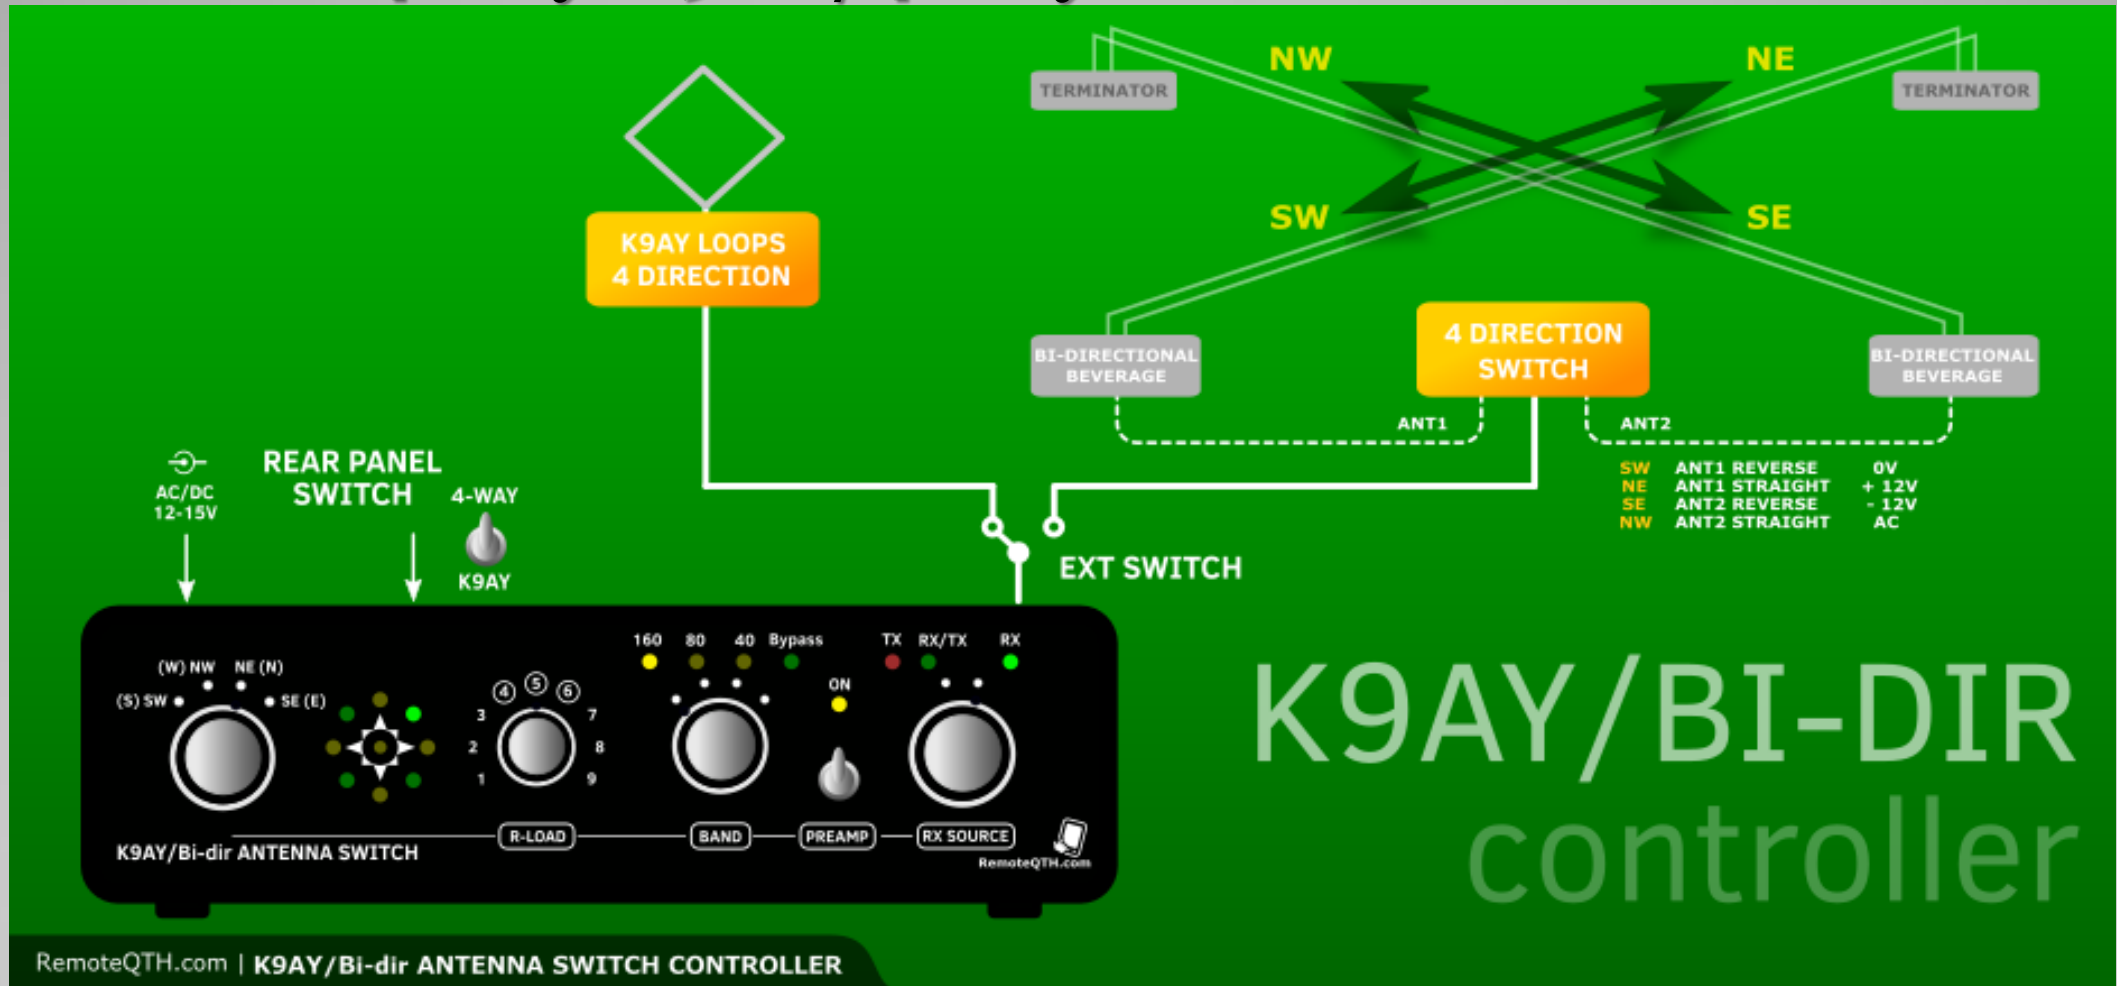 NW
NE
TERMINATOR
TERMINATOR
SW
SE
K9AY LOOPS
4 DIRECTION
4 DIRECTION
SWITCH
BI-DIRECTIONAL
BEVERAGE
BI-DIRECTIONAL
BEVERAGE
ANT1
ANT2
SW ANT1 REVERSE 0V
NE ANT1 STRAIGHT + 12V
SE ANT2 REVERSE - 12V
NW ANT2 STRAIGHT AC
AC/DC
12-15V
REAR PANEL
SWITCH
4-WAY
K9AY
EXT SWITCH
160 80 40 Bypass
TX RX/TX RX
(W) NW NE (N)
(S) SW SE (E)
4 5 6
3 7
2 8
1 9
ON
R-LOAD
BAND
PREAMP
RX SOURCE
K9AY/Bi-dir ANTENNA SWITCH
RemoteQTH.com
K9AY/BI-DIR
controller
RemoteQTH.com | K9AY/Bi-dir ANTENNA SWITCH CONTROLLER